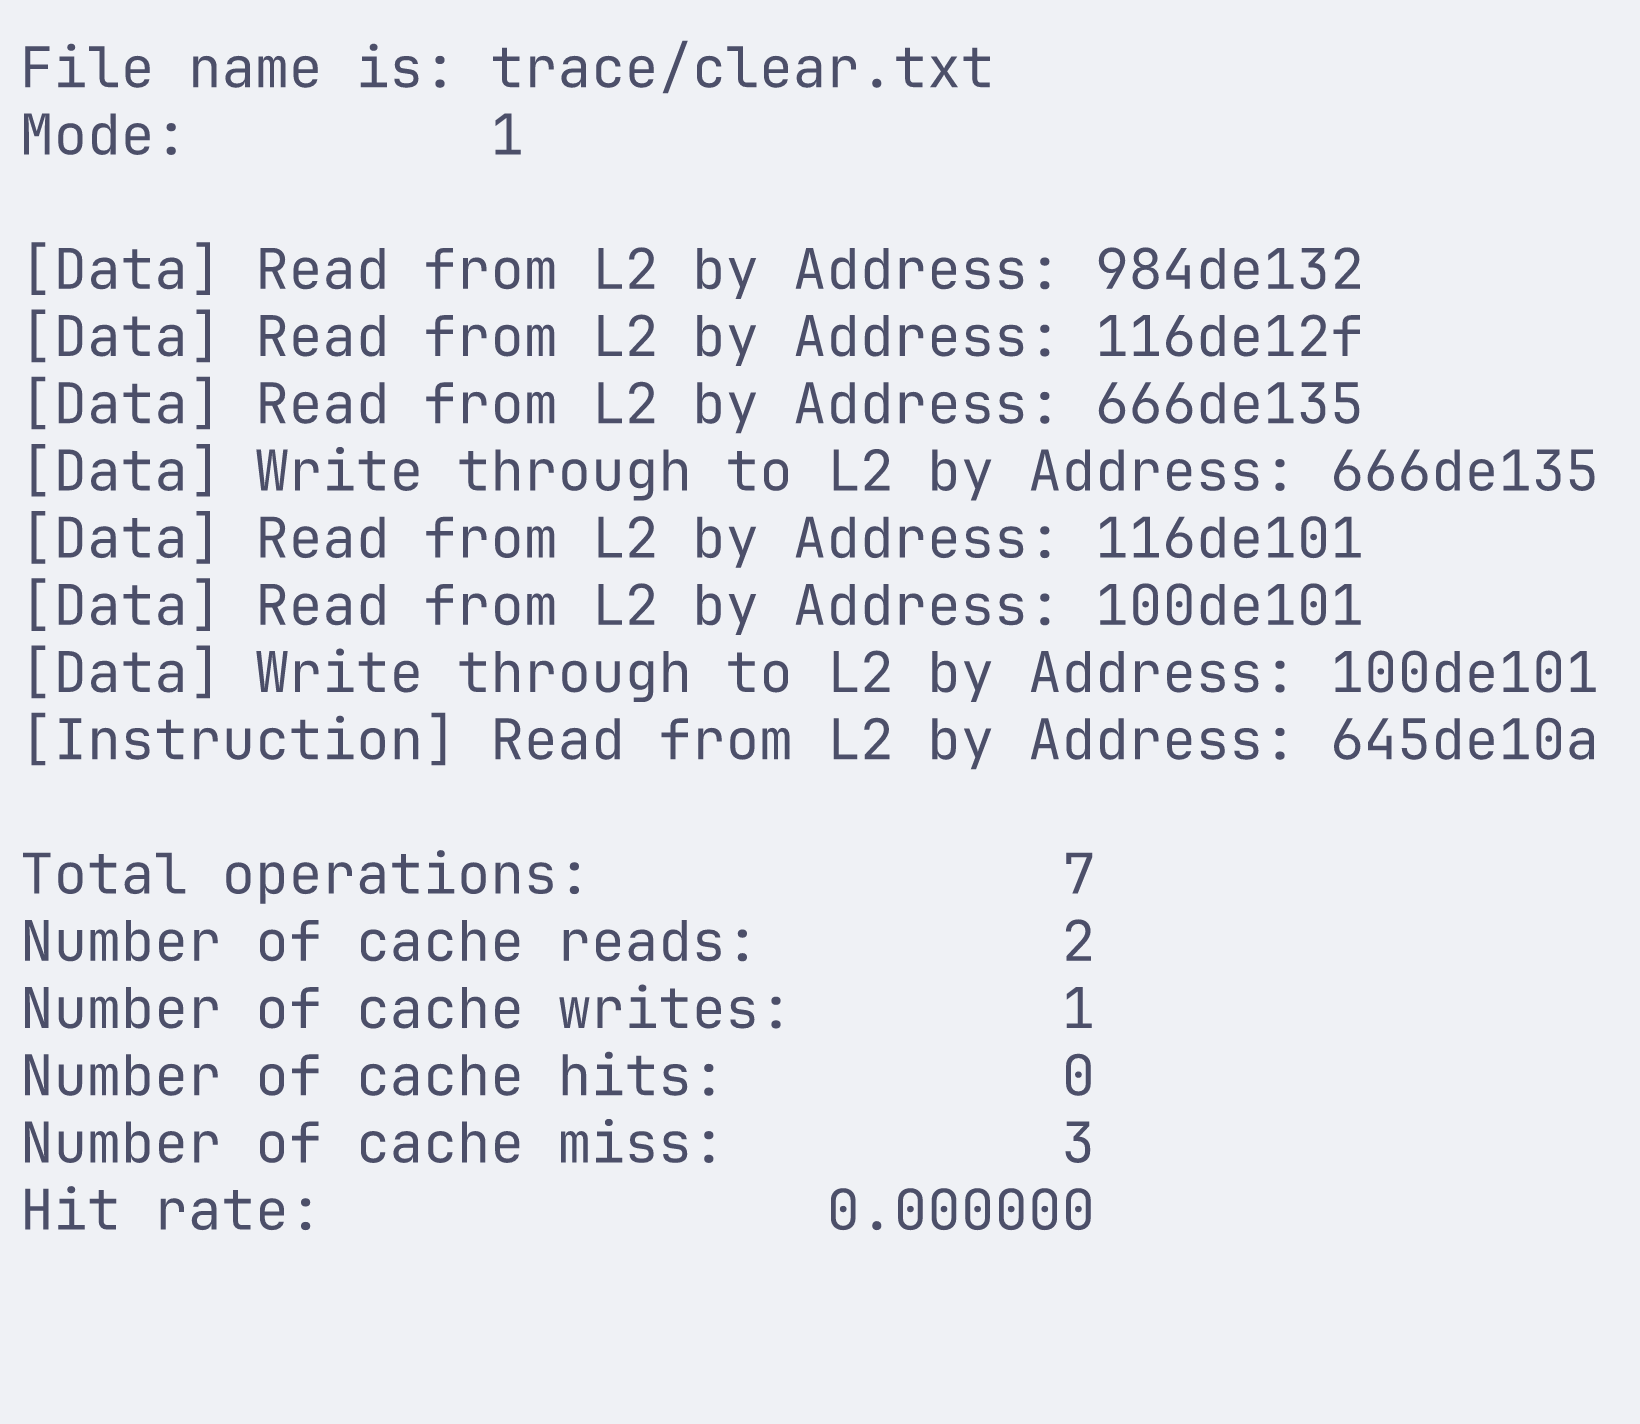 File name is: trace/clear.txt
Mode:         1

[Data] Read from L2 by Address: 984de132
[Data] Read from L2 by Address: 116de12f
[Data] Read from L2 by Address: 666de135
[Data] Write through to L2 by Address: 666de135
[Data] Read from L2 by Address: 116de101
[Data] Read from L2 by Address: 100de101
[Data] Write through to L2 by Address: 100de101
[Instruction] Read from L2 by Address: 645de10a

Total operations:              7
Number of cache reads:         2
Number of cache writes:        1
Number of cache hits:          0
Number of cache miss:          3
Hit rate:               0.000000